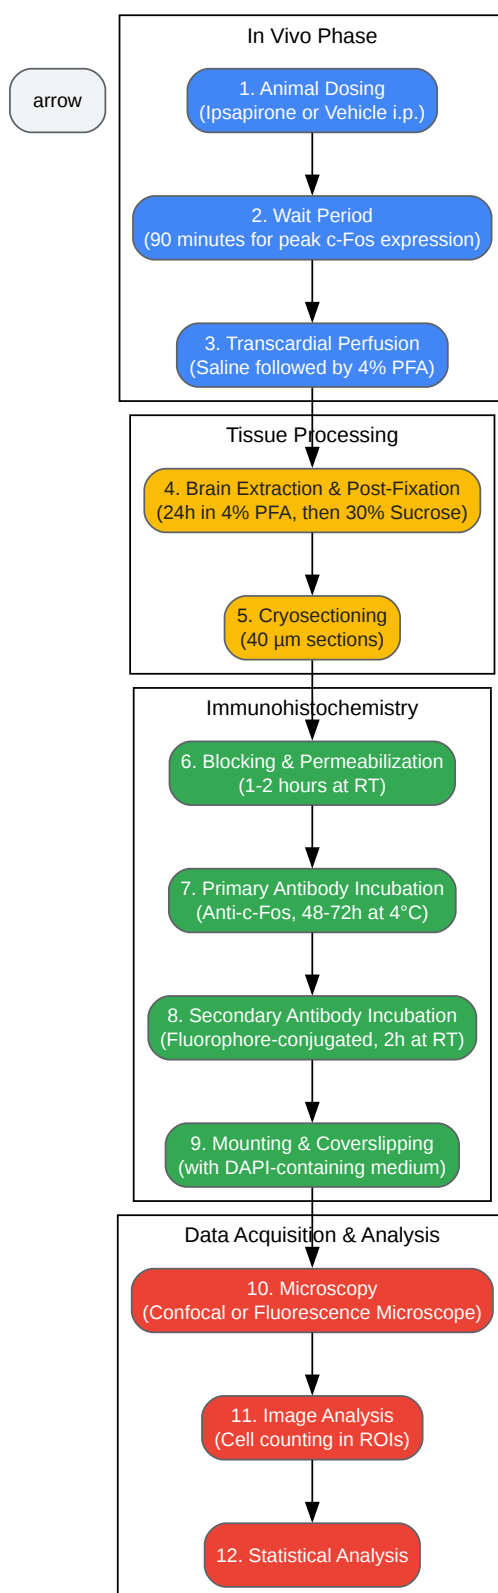 In Vivo Phase
arrow
1. Animal Dosing
(Ipsapirone or Vehicle i.p.)
2. Wait Period
(90 minutes for peak c-Fos expression)
3. Transcardial Perfusion
(Saline followed by 4% PFA)
Tissue Processing
4. Brain Extraction & Post-Fixation
(24h in 4% PFA, then 30% Sucrose)
5. Cryosectioning
(40 µm sections)
Immunohistochemistry
6. Blocking & Permeabilization
(1-2 hours at RT)
7. Primary Antibody Incubation
(Anti-c-Fos, 48-72h at 4°C)
8. Secondary Antibody Incubation
(Fluorophore-conjugated, 2h at RT)
9. Mounting & Coverslipping
(with DAPI-containing medium)
Data Acquisition & Analysis
10. Microscopy
(Confocal or Fluorescence Microscope)
11. Image Analysis
(Cell counting in ROIs)
12. Statistical Analysis